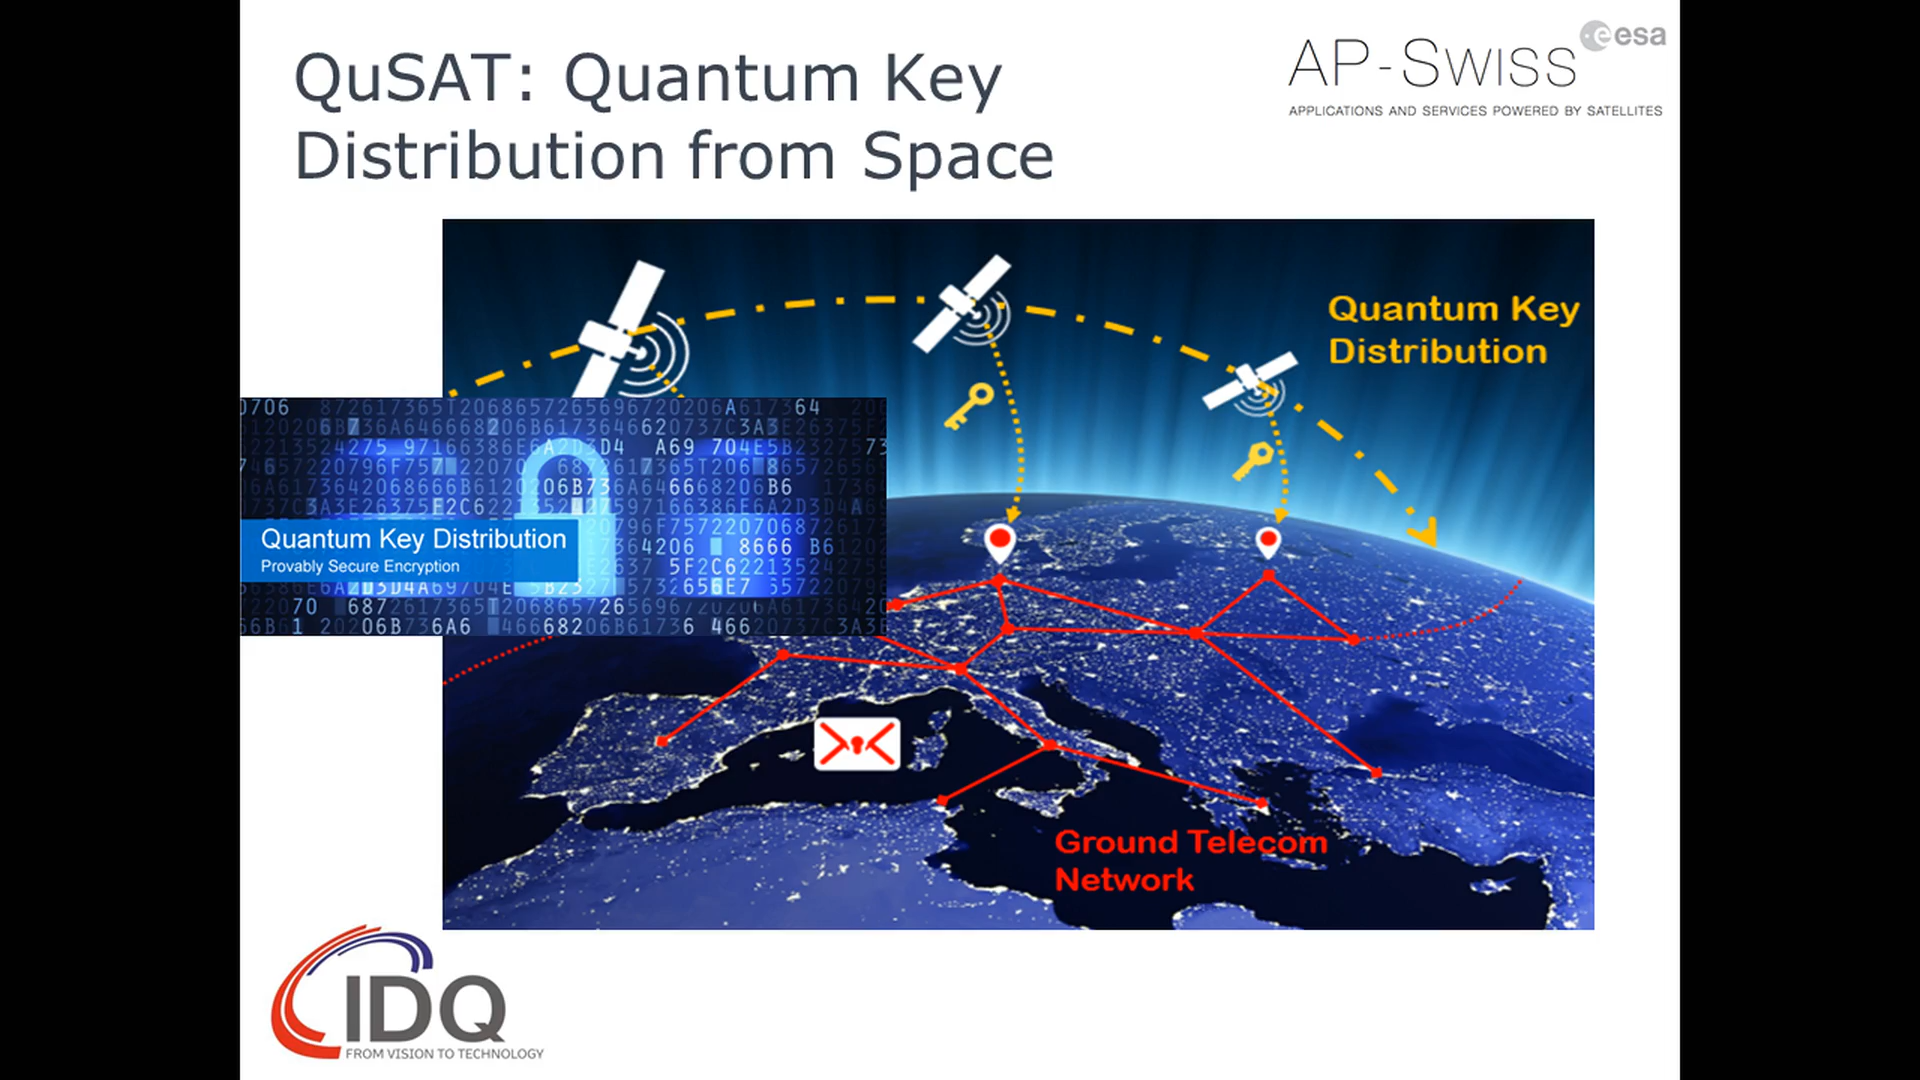 QuSAT: Quantum Key
Distribution from Space
AP-SWISS
esa
APPLICATIONS AND SERVICES POWERED BY SATELLITES
Quantum Key
Distribution
Quantum Key Distribution
Provably Secure Encryption
Ground Telecom
Network
IDQ
FROM VISION TO TECHNOLOGY